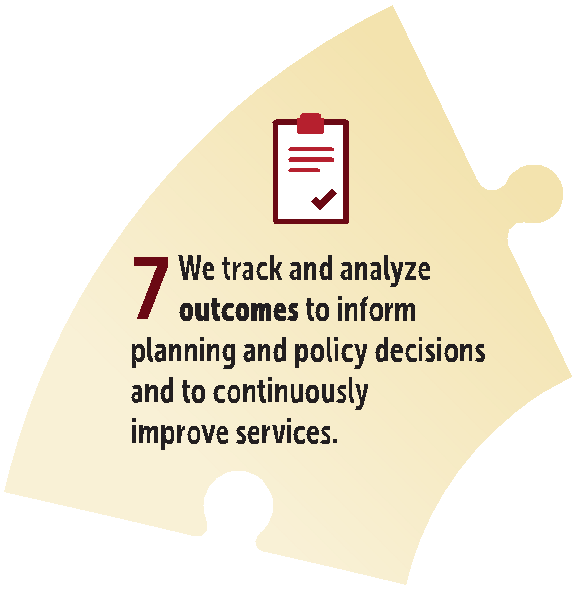 7 We track and analyze
outcomes to inform
planning and policy decisions
and to continuously
improve services.